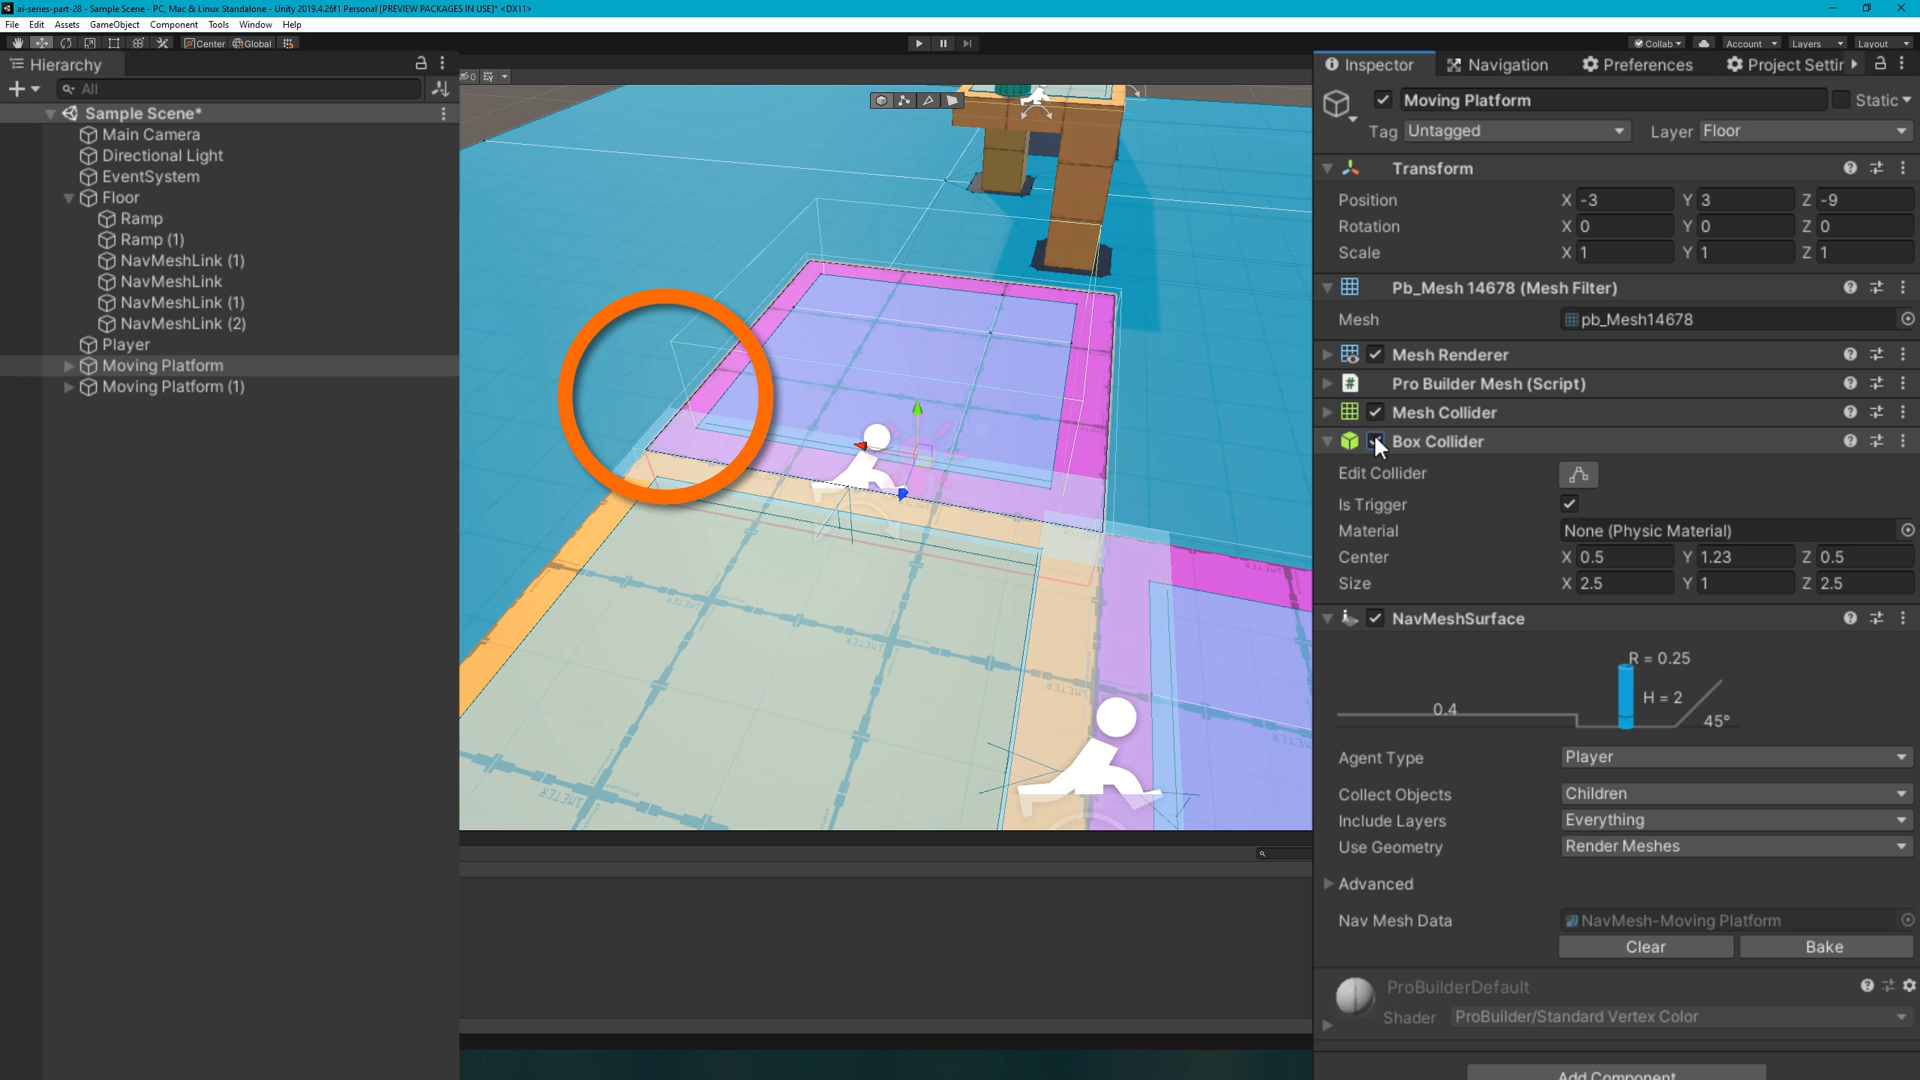 ai-series-part-28 - Sample Scene - PC, Mac & Linux Standalone - Unity 2019.4.26f1 Personal [PREVIEW PACKAGES IN USE]* <DX11>
File Edit Assets GameObject Component Tools Window Help
Center Global Collab Account Layers Layout
Hierarchy
All
Sample Scene*
Main Camera
Directional Light
EventSystem
Floor
Ramp
Ramp (1)
NavMeshLink (1)
NavMeshLink
NavMeshLink (1)
NavMeshLink (2)
Player
Moving Platform
Moving Platform (1)
0
1METER
1METER
1METER
1METER
Inspector Navigation Preferences Project Settir
Moving Platform Static
Tag Untagged Layer Floor
Transform
Position X -3 Y 3 Z -9
Rotation X 0 Y 0 Z 0
Scale X 1 Y 1 Z 1
Pb_Mesh 14678 (Mesh Filter)
Mesh pb_Mesh14678
Mesh Renderer
Pro Builder Mesh (Script)
Mesh Collider
Box Collider
Edit Collider
Is Trigger
Material None (Physic Material)
Center X 0.5 Y 1.23 Z 0.5
Size X 2.5 Y 1 Z 2.5
NavMeshSurface
R = 0.25
H = 2
0.4
45°
Agent Type Player
Collect Objects Children
Include Layers Everything
Use Geometry Render Meshes
Advanced
Nav Mesh Data NavMesh-Moving Platform
Clear Bake
ProBuilderDefault
Shader ProBuilder/Standard Vertex Color
Add Component